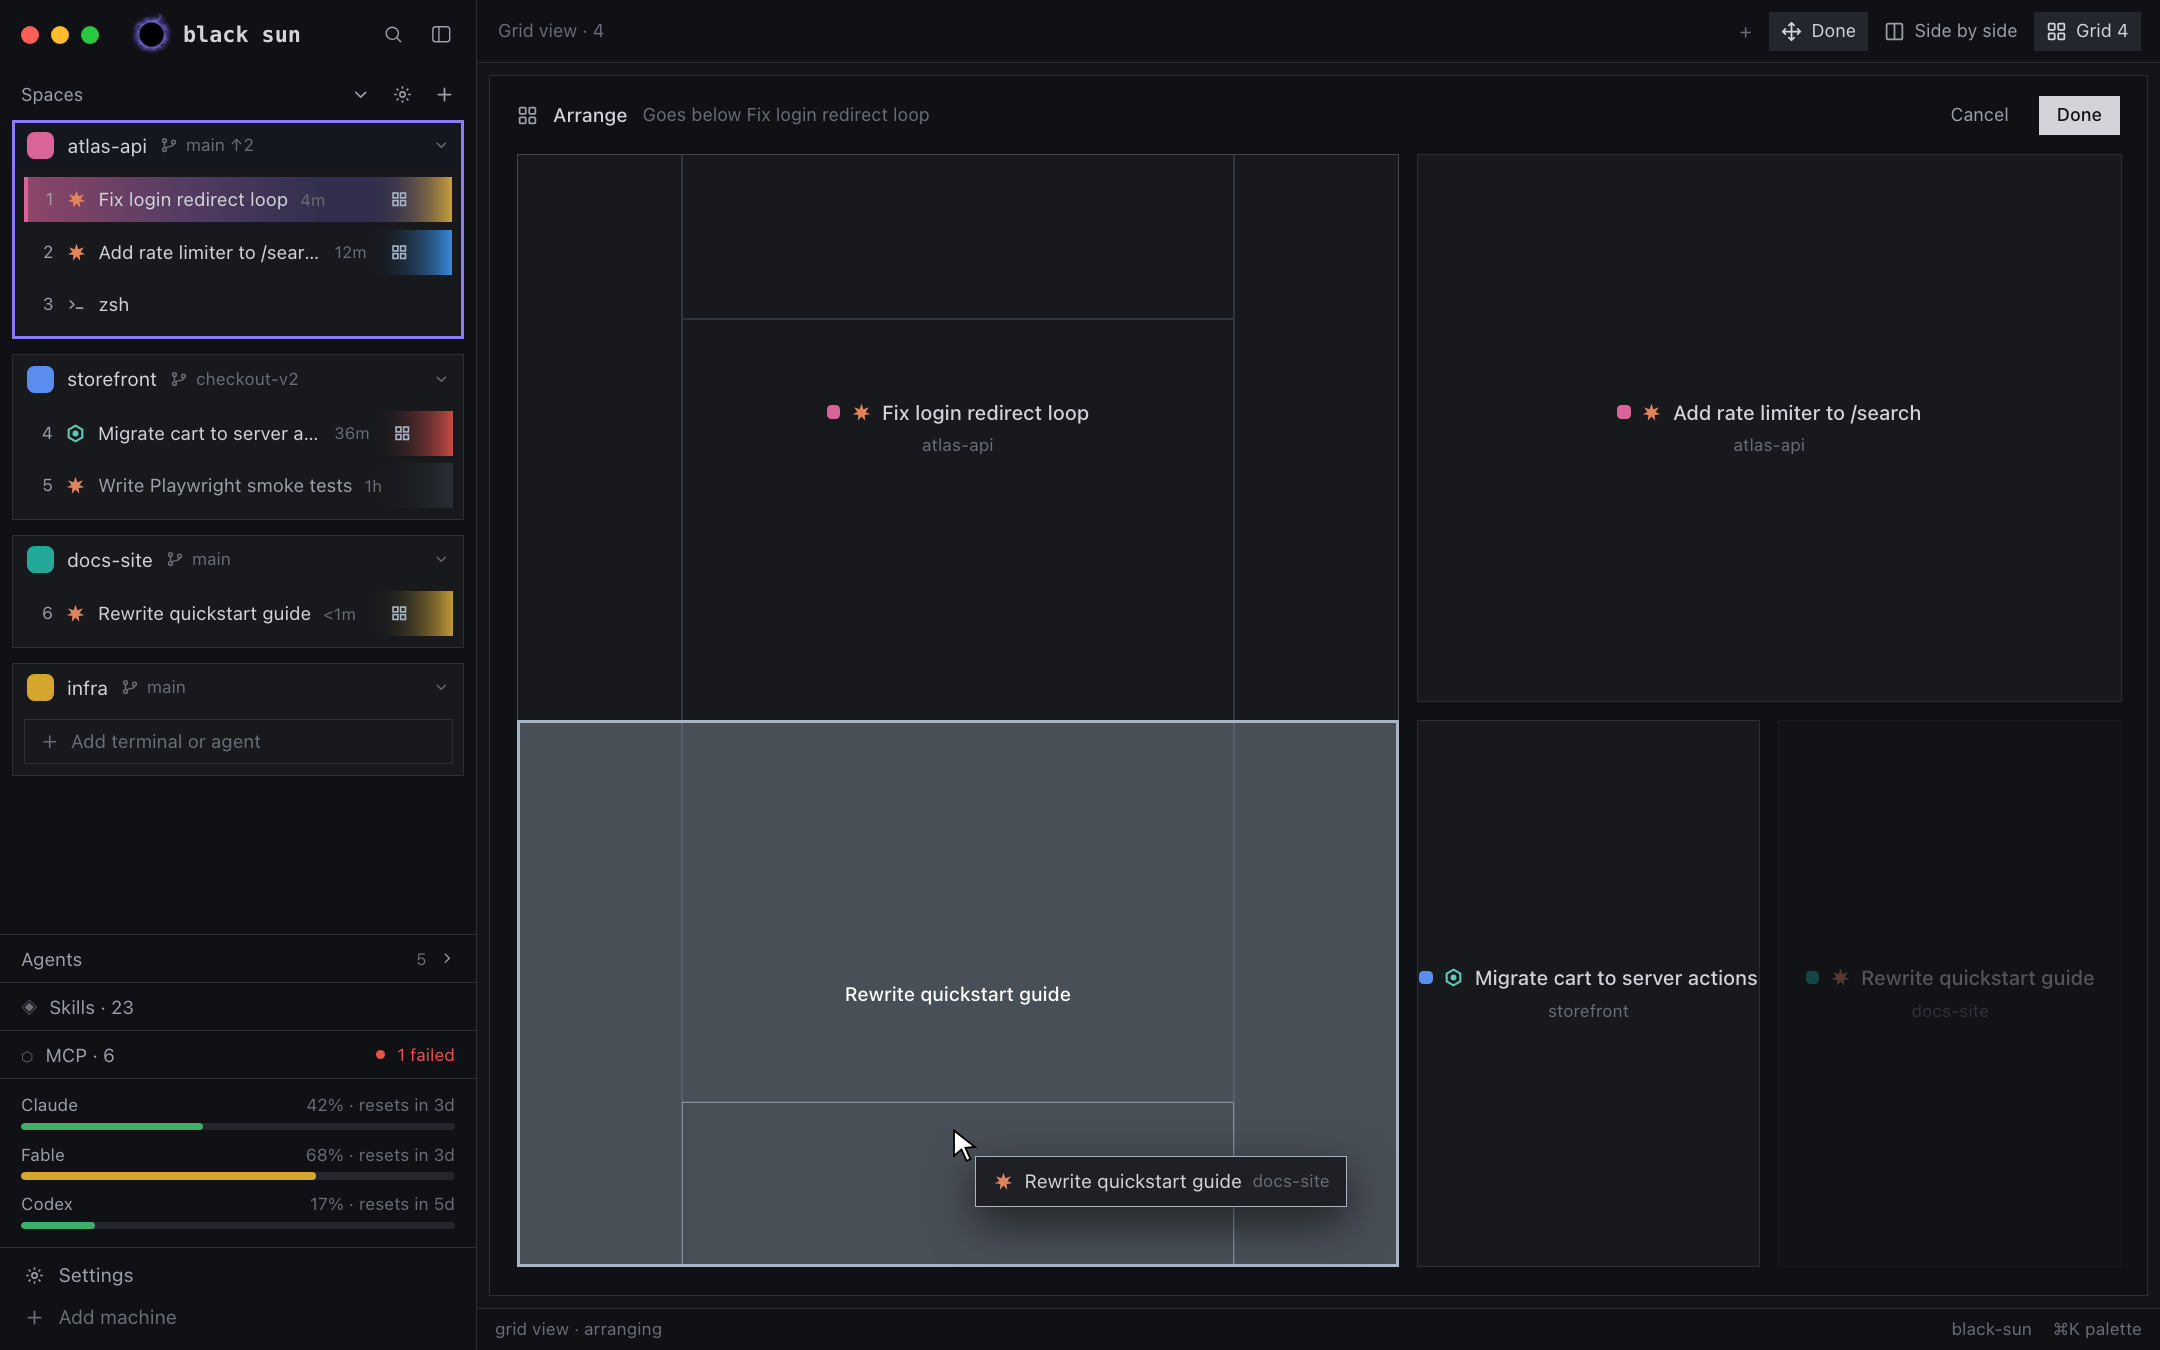 black sun
Spaces
atlas-api main ↑2
1 Fix login redirect loop 4m
2 Add rate limiter to /sear... 12m
3 zsh
storefront checkout-v2
4 Migrate cart to server a... 36m
5 Write Playwright smoke tests 1h
docs-site main
6 Rewrite quickstart guide <1m
infra main
+ Add terminal or agent
Agents 5
Skills · 23
MCP · 6 1 failed
Claude 42% · resets in 3d
Fable 68% · resets in 3d
Codex 17% · resets in 5d
Settings
+ Add machine
Grid view · 4
+ Done Side by side Grid 4
Arrange Goes below Fix login redirect loop Cancel Done
Fix login redirect loop
atlas-api
Add rate limiter to /search
atlas-api
Rewrite quickstart guide
Migrate cart to server actions
storefront
Rewrite quickstart guide
docs-site
Rewrite quickstart guide docs-site
grid view · arranging
black-sun ⌘K palette